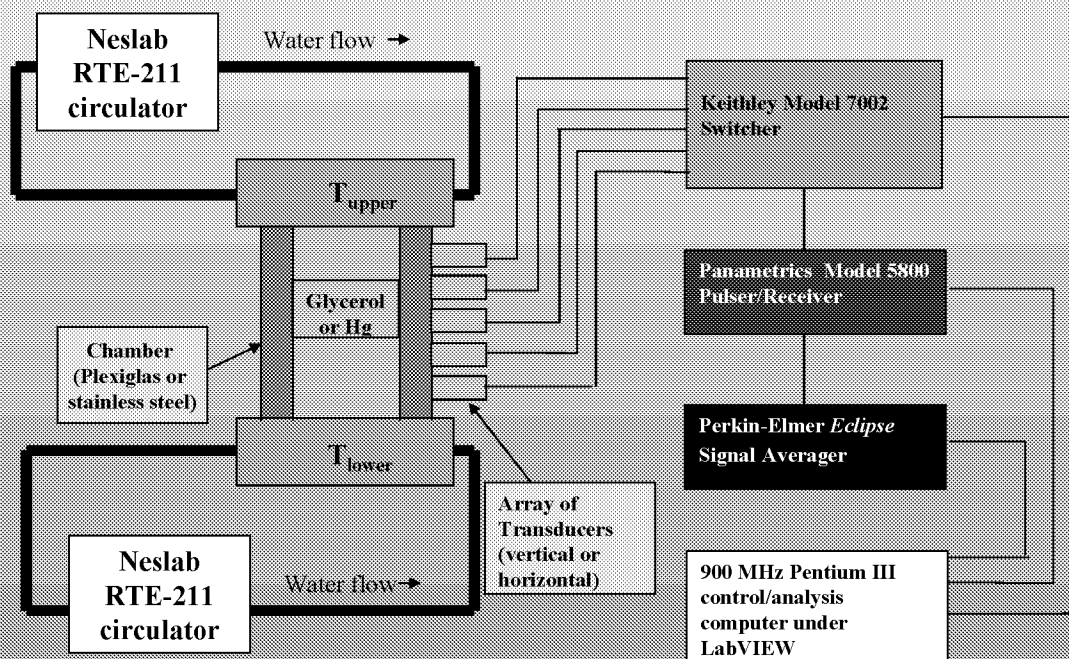 Neslab
RTE-211
circulator
Water flow
Keithley Model 7002
Switcher
T upper
Panametrics Model 5800
Pulser/Receiver
Glycerol
or Hg
Chamber
(Plexiglas or
stainless steel)
Perkin-Elmer Eclipse
Signal Averager
T lower
Array of
Transducers
(vertical or
horizontal)
Neslab
RTE-211
circulator
Water flow
900 MHz Pentium III
control/analysis
computer under
LabVIEW